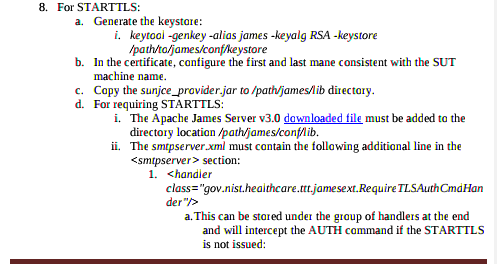 8. For STARTTLS:
a. Generate the keystore:
i. keytool -genkey -alias james -keyalg RSA -keystore
/path/to/james/conf/keystore
b. In the certificate, configure the first and last mane consistent with the SUT
machine name.
c. Copy the sunjce_provider.jar to /path/james/lib directory.
d. For requiring STARTTLS:
i. The Apache James Server v3.0 downloaded file must be added to the
directory location /path/james/conf/lib.
ii. The smtpserver.xml must contain the following additional line in the
<smtpserver> section:
1. <handler
class="gov.nist.healthcare.ttt.jamesext.RequireTLSAuthCmdHan
der"/>
a. This can be stored under the group of handlers at the end
and will intercept the AUTH command if the STARTTLS
is not issued: